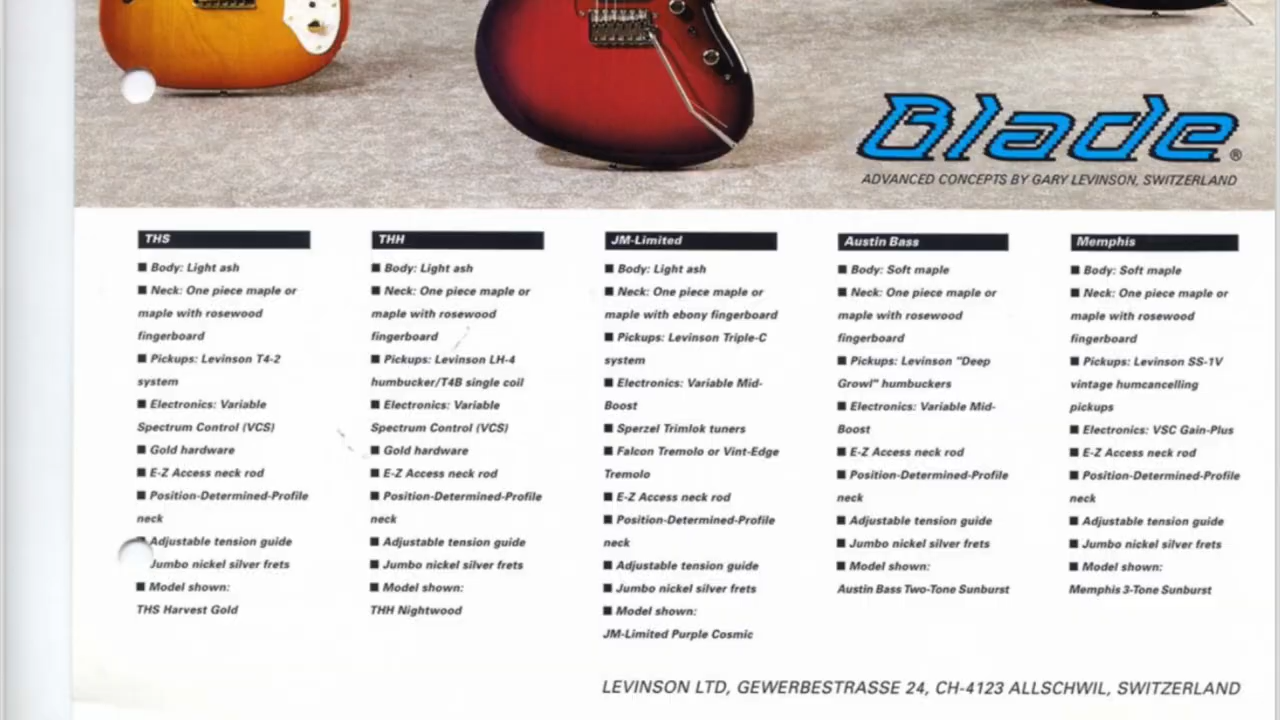 Blade®
ADVANCED CONCEPTS BY GARY LEVINSON, SWITZERLAND
THS
■ Body: Light ash
■ Neck: One piece maple or
maple with rosewood
fingerboard
■ Pickups: Levinson T4-2
system
■ Electronics: Variable
Spectrum Control (VCS)
■ Gold hardware
■ E-Z Access neck rod
■ Position-Determined-Profile
neck
■ Adjustable tension guide
Jumbo nickel silver frets
■ Model shown:
THS Harvest Gold
THH
■ Body: Light ash
■ Neck: One piece maple or
maple with rosewood
fingerboard
■ Pickups: Levinson LH-4
humbucker/T4B single coil
■ Electronics: Variable
Spectrum Control (VCS)
■ Gold hardware
■ E-Z Access neck rod
■ Position-Determined-Profile
neck
■ Adjustable tension guide
■ Jumbo nickel silver frets
■ Model shown:
THH Nightwood
JM-Limited
■ Body: Light ash
■ Neck: One piece maple or
maple with ebony fingerboard
■ Pickups: Levinson Triple-C
system
■ Electronics: Variable Mid-
Boost
■ Sperzel Trimlok tuners
■ Falcon Tremolo or Vint-Edge
Tremolo
■ E-Z Access neck rod
■ Position-Determined-Profile
neck
■ Adjustable tension guide
■ Jumbo nickel silver frets
■ Model shown:
JM-Limited Purple Cosmic
Austin Bass
■ Body: Soft maple
■ Neck: One piece maple or
maple with rosewood
fingerboard
■ Pickups: Levinson "Deep
Growl" humbuckers
■ Electronics: Variable Mid-
Boost
■ E-Z Access neck rod
■ Position-Determined-Profile
neck
■ Adjustable tension guide
■ Jumbo nickel silver frets
■ Model shown:
Austin Bass Two-Tone Sunburst
Memphis
■ Body: Soft maple
■ Neck: One piece maple or
maple with rosewood
fingerboard
■ Pickups: Levinson SS-1V
vintage humcancelling
pickups
■ Electronics: VSC Gain-Plus
■ E-Z Access neck rod
■ Position-Determined-Profile
neck
■ Adjustable tension guide
■ Jumbo nickel silver frets
■ Model shown:
Memphis 3-Tone Sunburst
LEVINSON LTD, GEWERBESTRASSE 24, CH-4123 ALLSCHWIL, SWITZERLAND